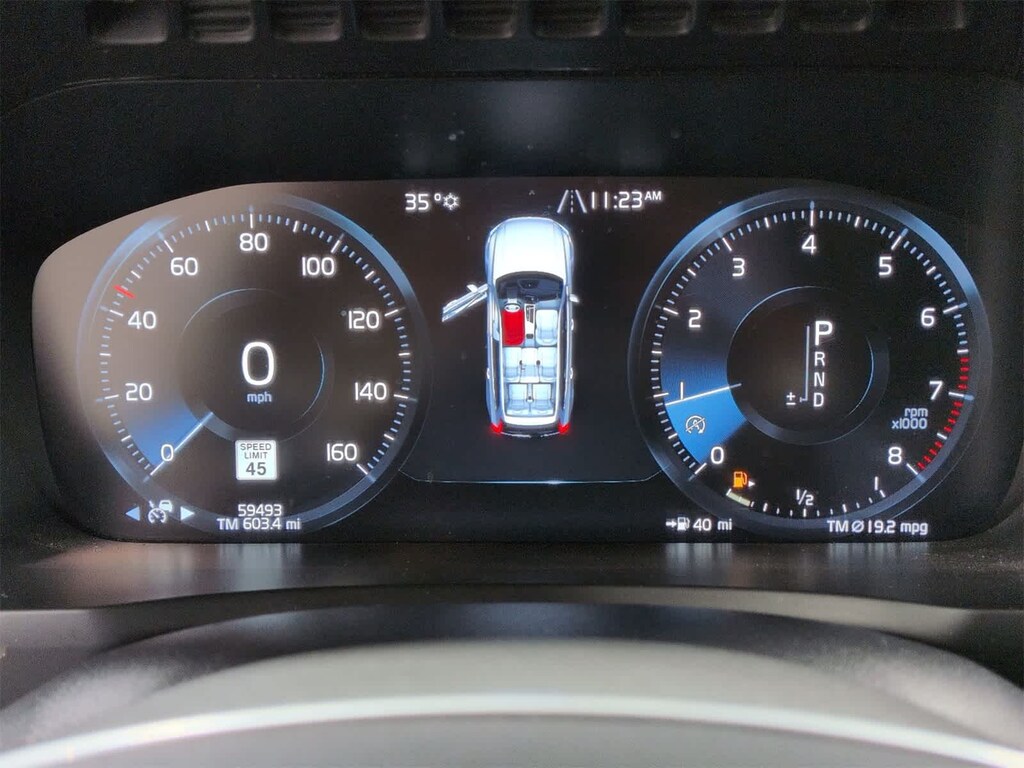 35°
11:23 AM
80
60
100
40
120
20
140
0
160
0
mph
SPEED
LIMIT
45
59493
TM 603.4 mi
4
3
5
2
6
1
7
0
8
P
R
N
D
±
rpm
x1000
1/2
1
40 mi
TM Ø 19.2 mpg